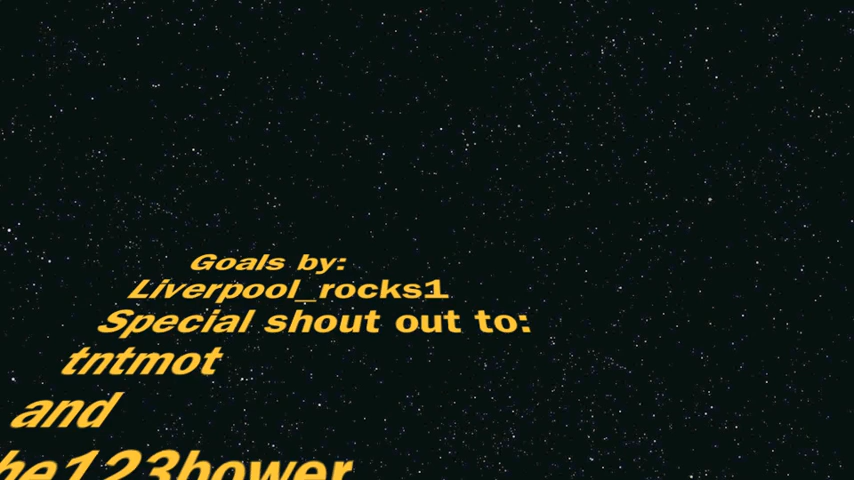 Goals by:
Liverpool_rocks1
Special shout out to:
tntmot
and